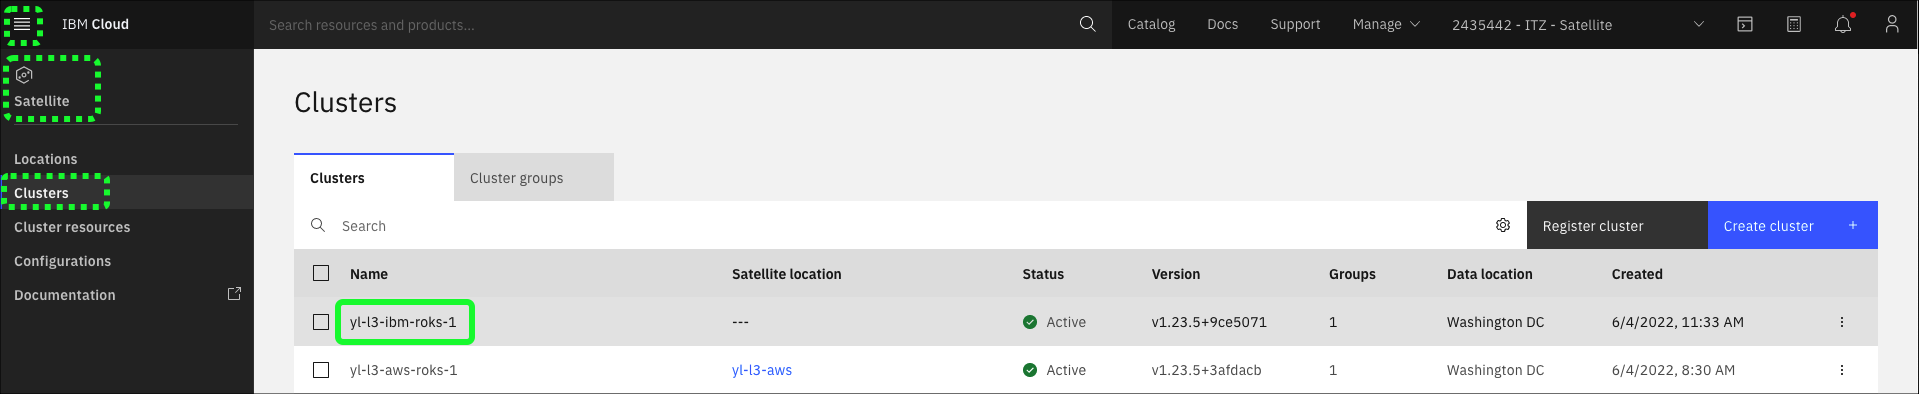 IBM Cloud
Search resources and products...
Catalog
Docs
Support
Manage
2435442 - ITZ - Satellite
Satellite
Locations
Clusters
Cluster resources
Configurations
Documentation
Clusters
Clusters
Cluster groups
Search
Register cluster
Create cluster +
Name Satellite location Status Version Groups Data location Created
yl-l3-ibm-roks-1 --- Active v1.23.5+9ce5071 1 Washington DC 6/4/2022, 11:33 AM
yl-l3-aws-roks-1 yl-l3-aws Active v1.23.5+3afdacb 1 Washington DC 6/4/2022, 8:30 AM